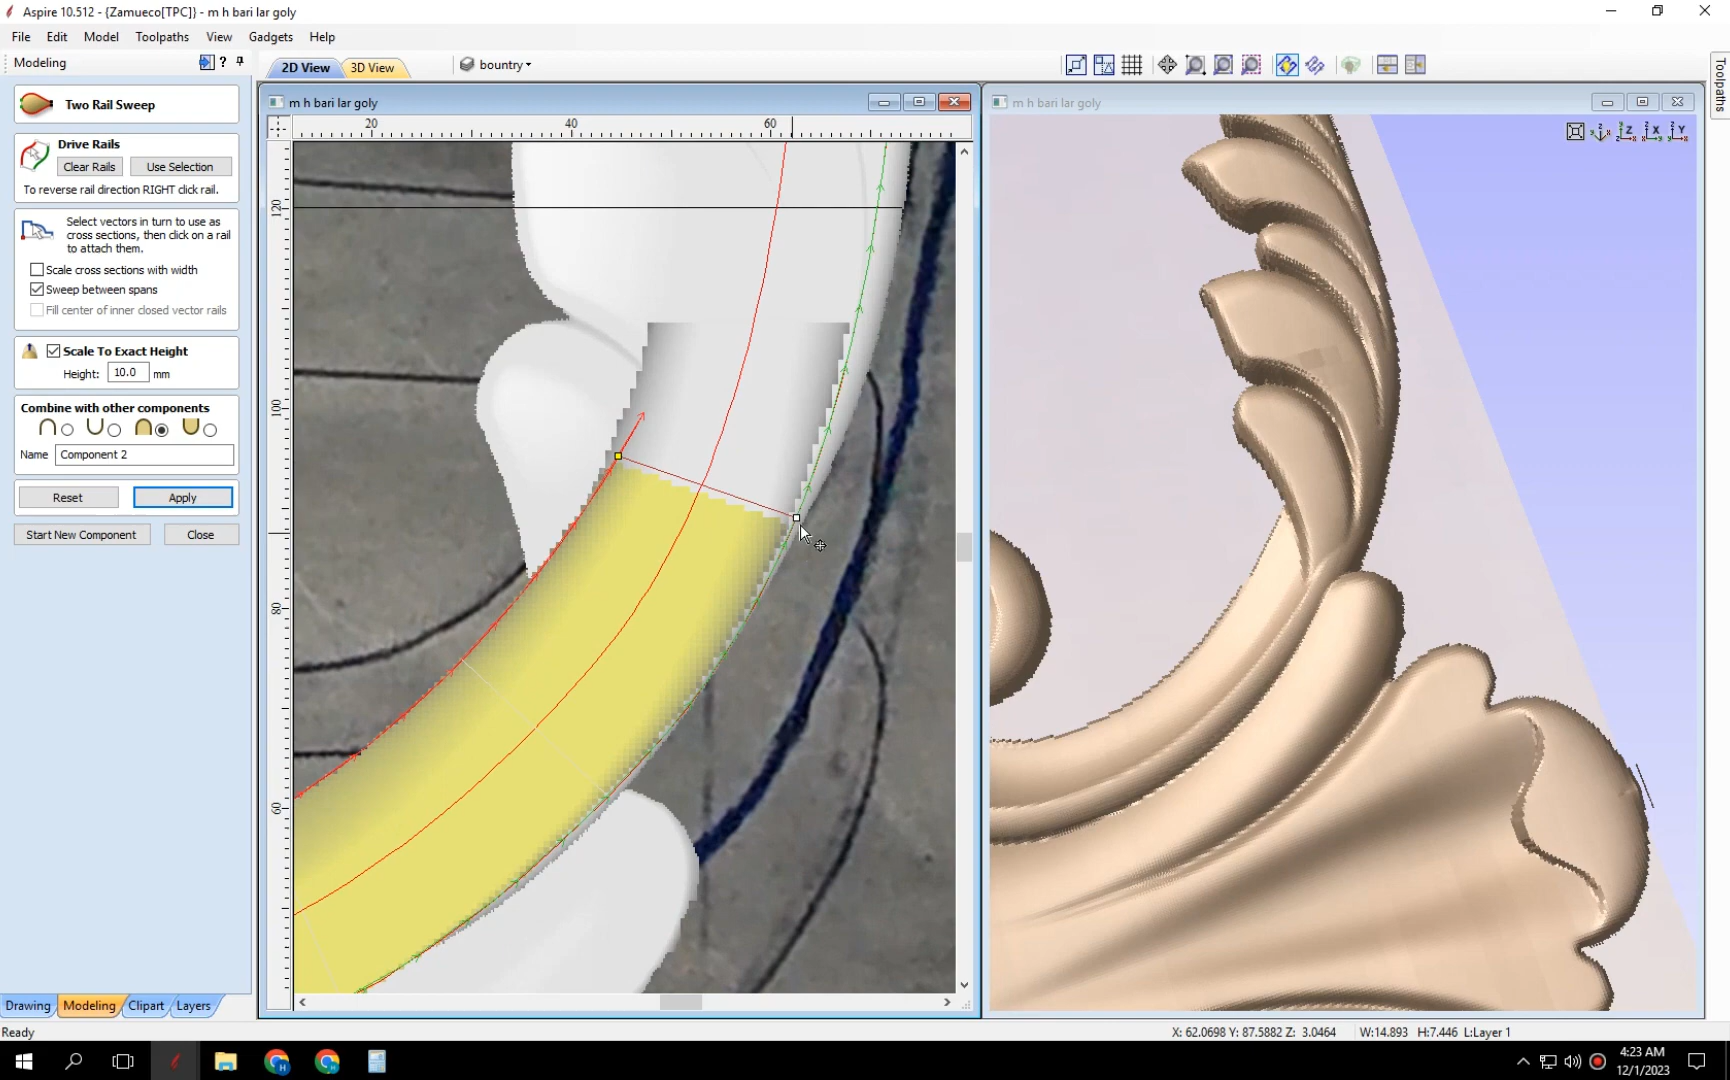 Aspire 10.512 - {Zamueco[TPC]} - m h bari lar goly
File Edit Model Toolpaths View Gadgets Help
Modeling
2D View 3D View bountry
Toolpaths
Two Rail Sweep
m h bari lar goly
m h bari lar goly
Drive Rails
Clear Rails Use Selection
To reverse rail direction RIGHT click rail.
Select vectors in turn to use as
cross sections, then click on a rail
to attach them.
Scale cross sections with width
Sweep between spans
Fill center of inner closed vector rails
Scale To Exact Height
Height: 10.0 mm
Combine with other components
Name Component 2
Reset Apply
Start New Component Close
20 40 60
120
100
80
60
Z X Y
Drawing Modeling Clipart Layers
Ready
X: 62.0698 Y: 87.5882 Z: 3.0464 W:14.893 H:7.446 L:Layer 1
4:23 AM
12/1/2023